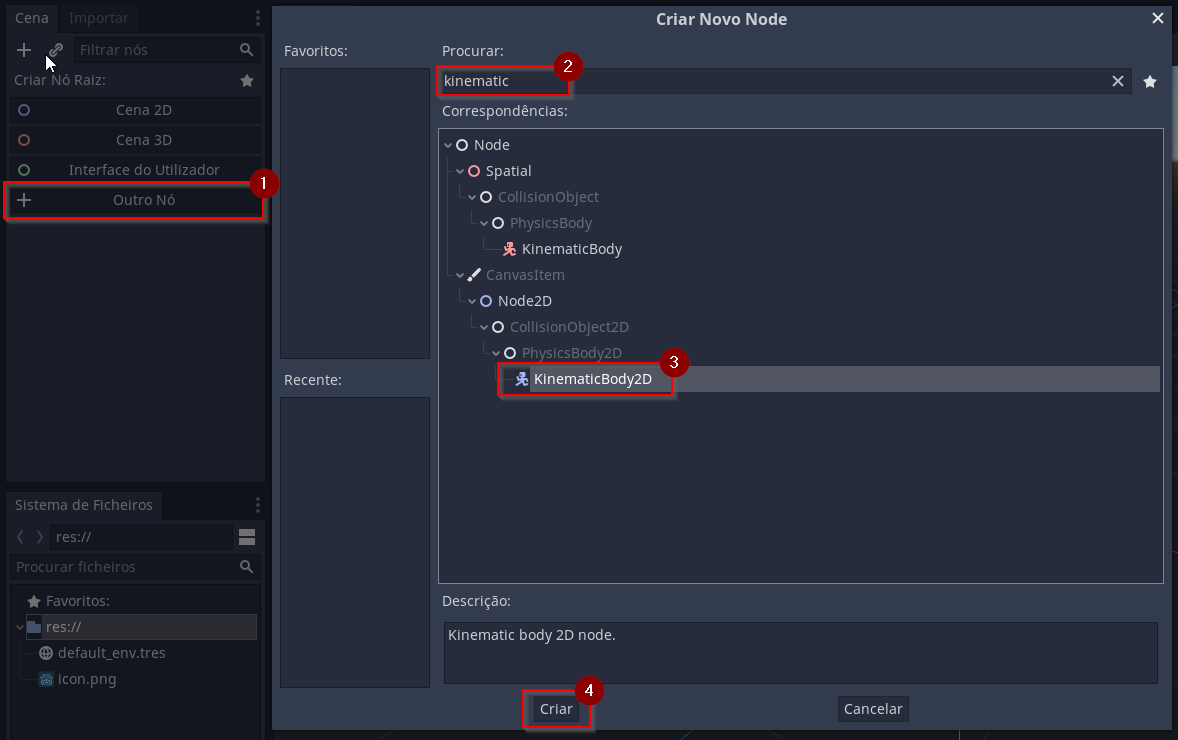 Cena
Importar
Filtrar nós
Criar Nó Raiz:
Cena 2D
Cena 3D
Interface do Utilizador
1
Outro Nó
Sistema de Ficheiros
res://
Procurar ficheiros
Favoritos:
res://
default_env.tres
icon.png
Criar Novo Node
Favoritos:
Recente:
Procurar:
2
kinematic
Correspondências:
Node
Spatial
CollisionObject
PhysicsBody
KinematicBody
CanvasItem
Node2D
CollisionObject2D
PhysicsBody2D
3
KinematicBody2D
Descrição:
Kinematic body 2D node.
4
Criar
Cancelar